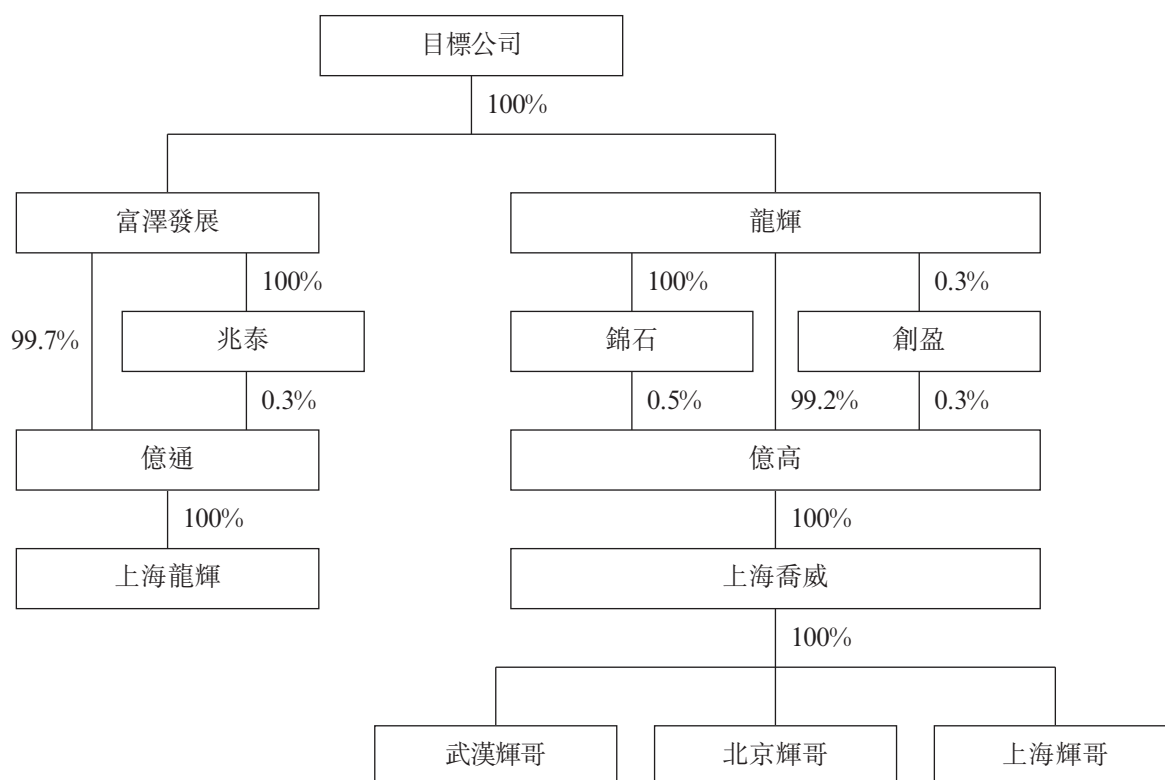 目標公司
100%
富澤發展
龍輝
100%
100%
0.3%
99.7%
兆泰
錦石
創盈
0.3%
0.5%
99.2%
0.3%
億通
億高
100%
100%
上海龍輝
上海喬威
100%
武漢輝哥
北京輝哥
上海輝哥